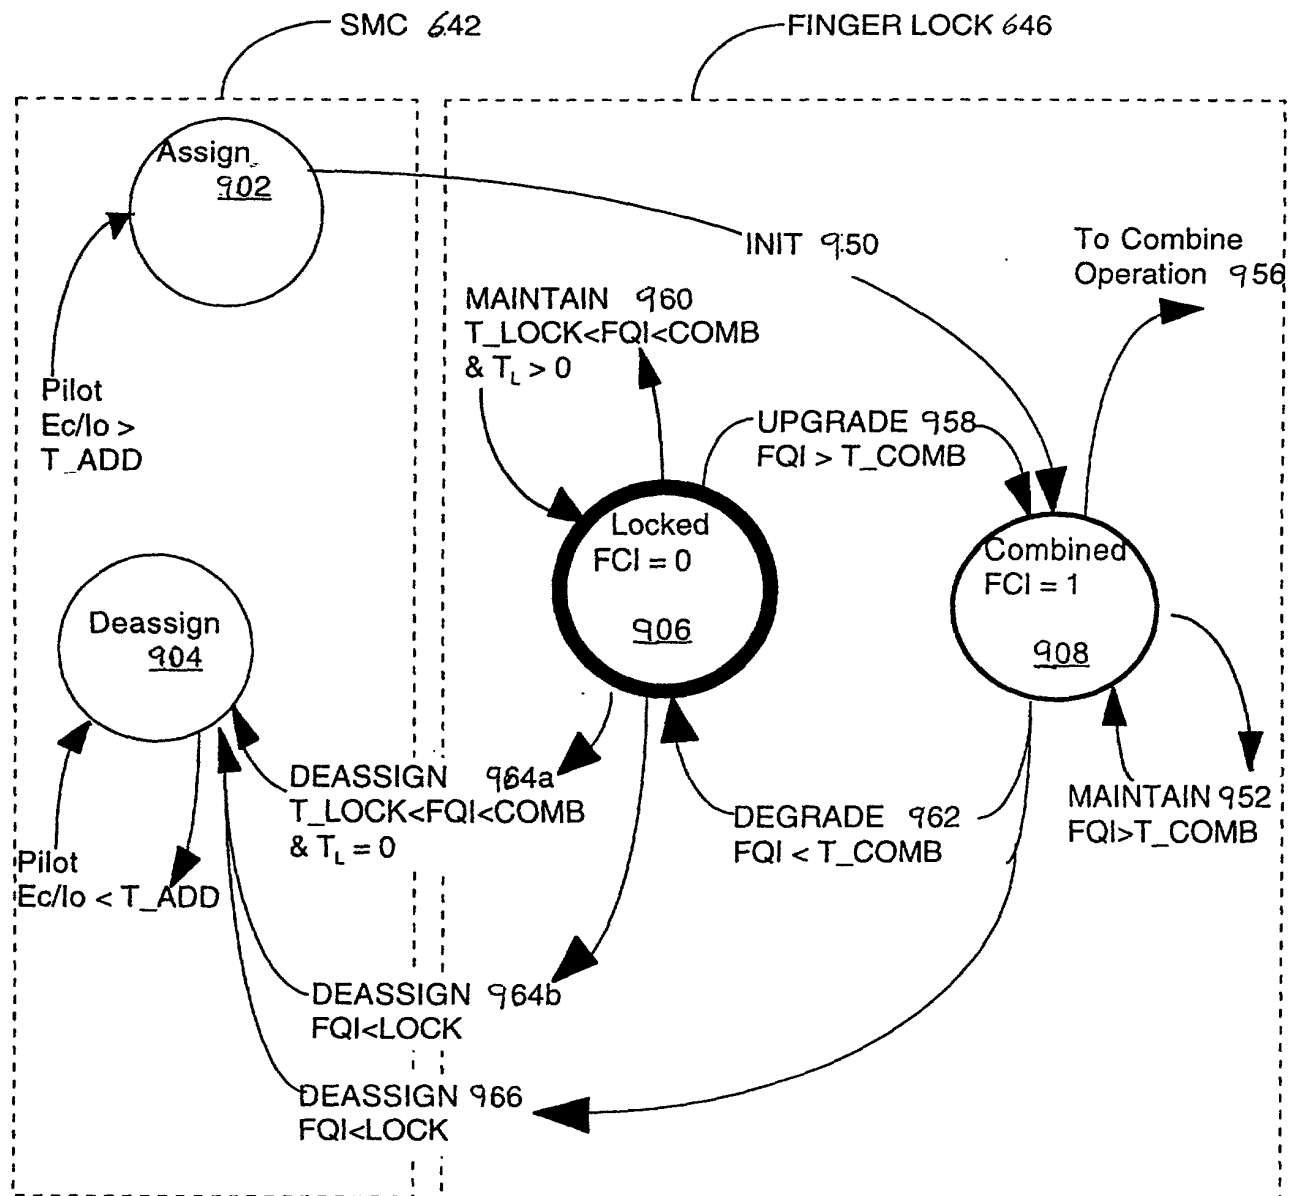 SMC 642
FINGER LOCK 646
Assign
902
INIT 950
To Combine
Operation 956
MAINTAIN 960
T_LOCK<FQI<COMB
& T_L > 0
Pilot
Ec/Io >
T_ADD
UPGRADE 958
FQI > T_COMB
Locked
FCI = 0
906
Combined
FCI = 1
908
Deassign
904
DEASSIGN 964a
T_LOCK<FQI<COMB
& T_L = 0
DEGRADE 962
FQI < T_COMB
MAINTAIN 952
FQI>T_COMB
Pilot
Ec/Io < T_ADD
DEASSIGN 964b
FQI<LOCK
DEASSIGN 966
FQI<LOCK